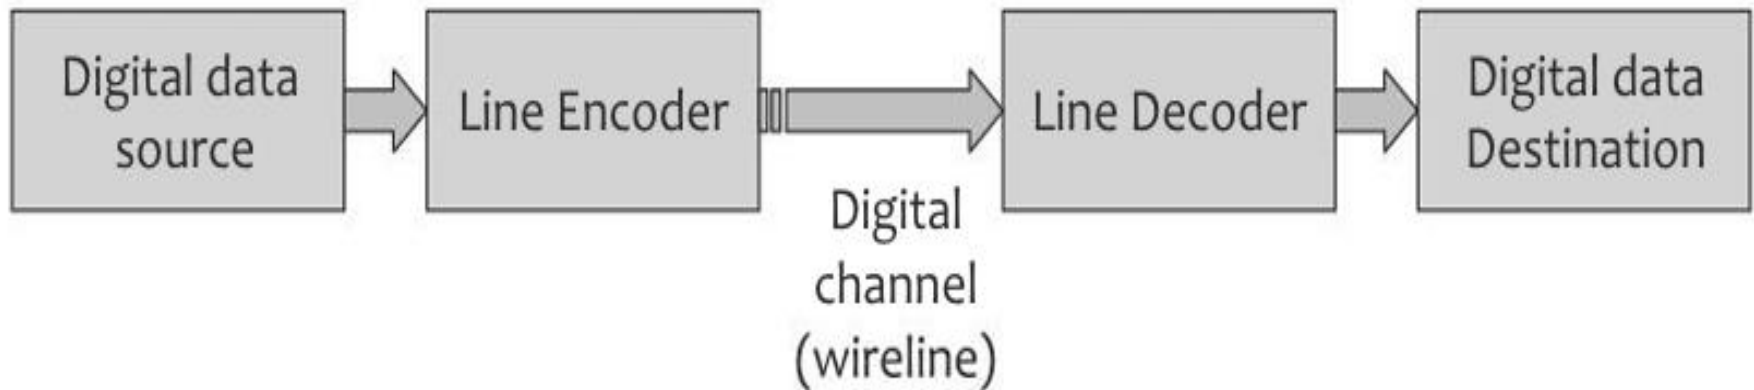 Digital data
source
Line Encoder
Digital
channel
(wireline)
Line Decoder
Digital data
Destination